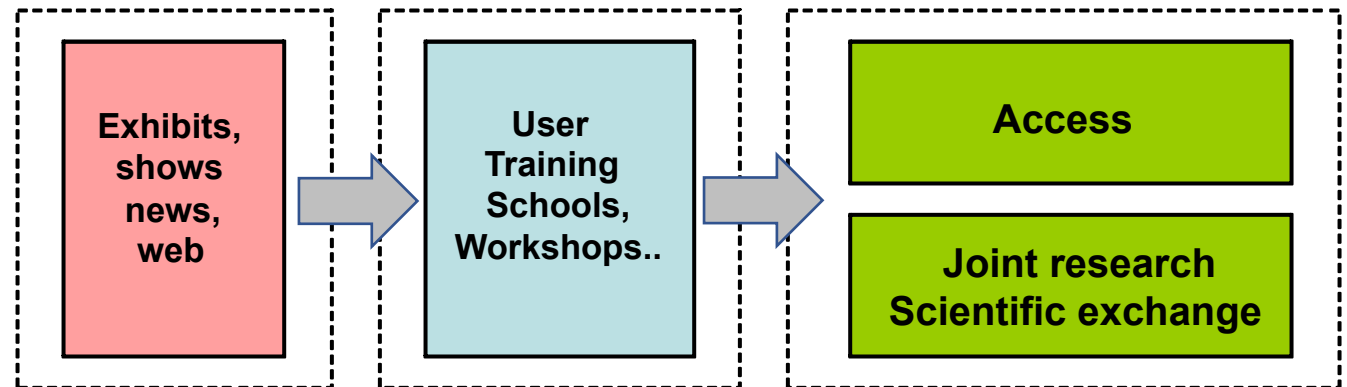 Exhibits,
shows
news,
web
User
Training
Schools,
Workshops..
Access
Joint research
Scientific exchange